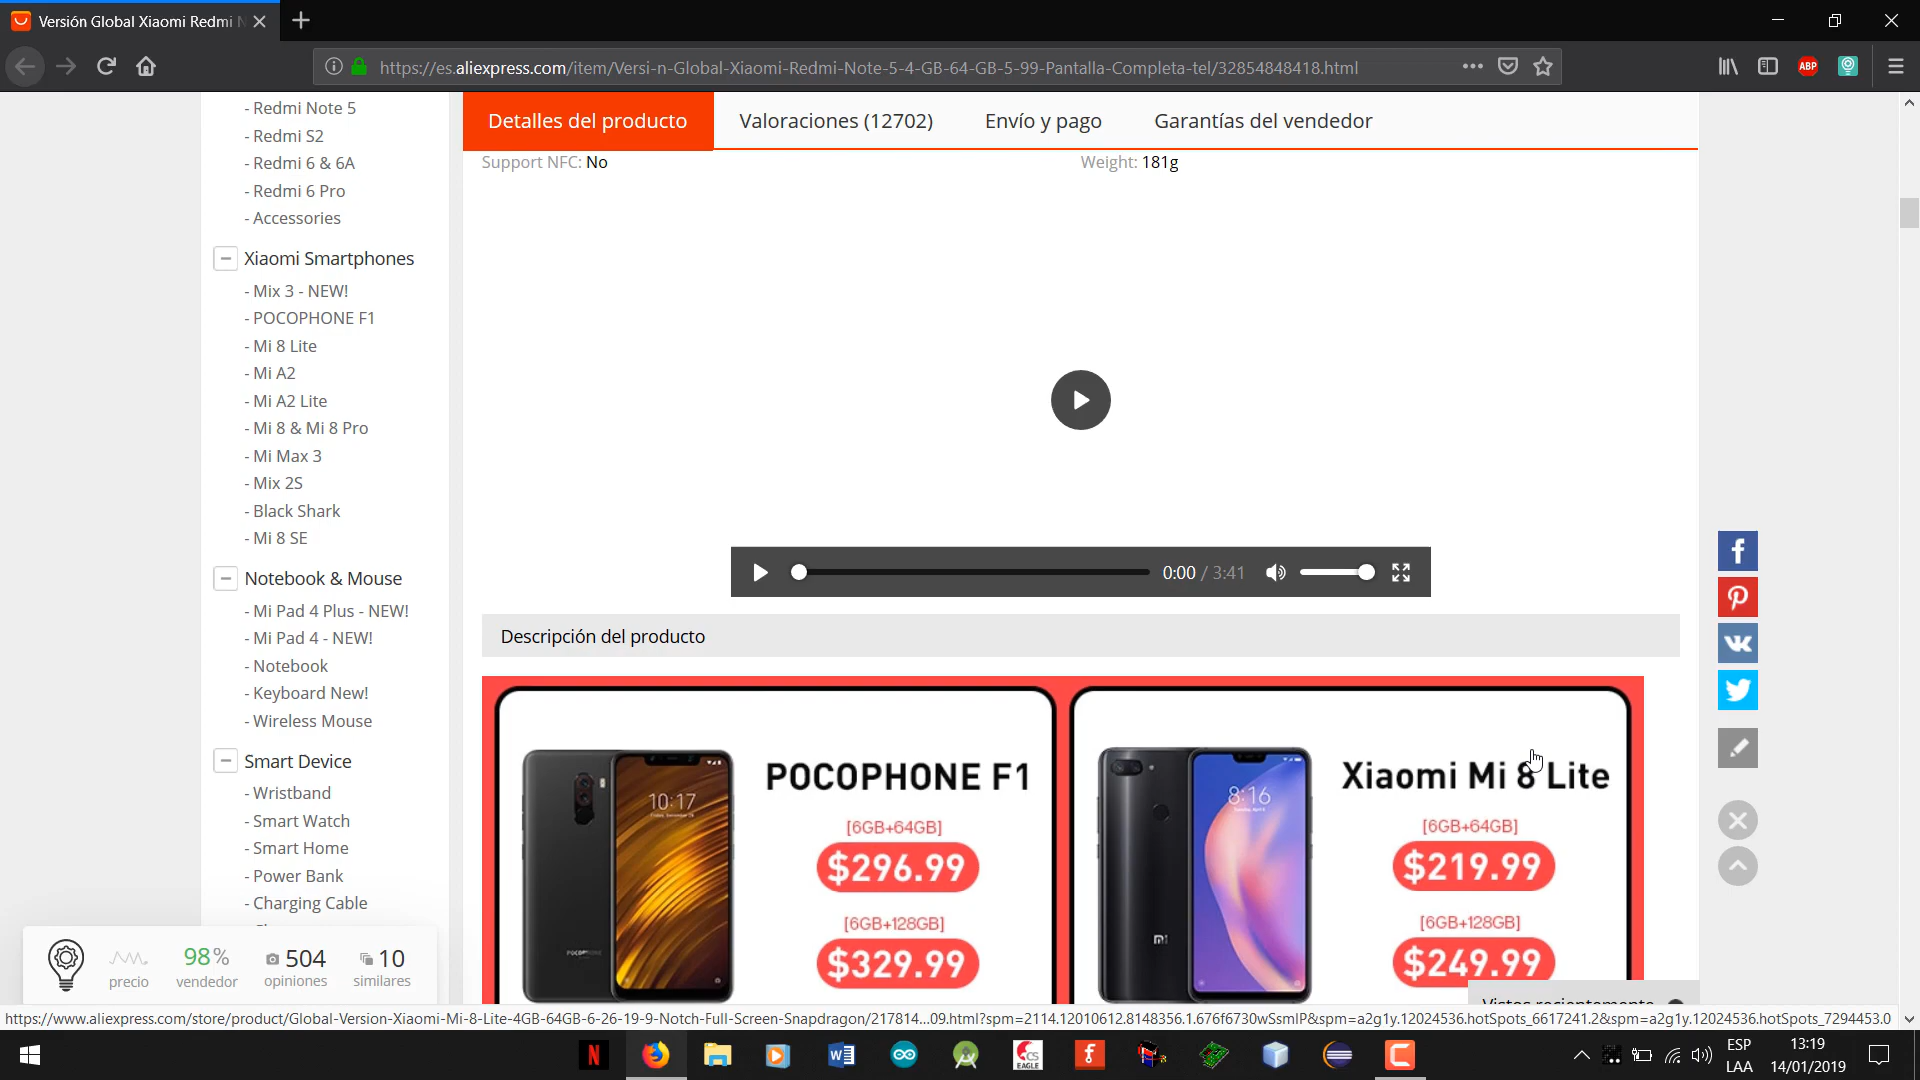 Versión Global Xiaomi Redmi N
https://es.aliexpress.com/item/Versi-n-Global-Xiaomi-Redmi-Note-5-4-GB-64-GB-5-99-Pantalla-Completa-tel/32854848418.html
ABP
- Redmi Note 5
- Redmi S2
- Redmi 6 & 6A
- Redmi 6 Pro
- Accessories
Xiaomi Smartphones
- Mix 3 - NEW!
- POCOPHONE F1
- Mi 8 Lite
- Mi A2
- Mi A2 Lite
- Mi 8 & Mi 8 Pro
- Mi Max 3
- Mix 2S
- Black Shark
- Mi 8 SE
Notebook & Mouse
- Mi Pad 4 Plus - NEW!
- Mi Pad 4 - NEW!
- Notebook
- Keyboard New!
- Wireless Mouse
Smart Device
- Wristband
- Smart Watch
- Smart Home
- Power Bank
- Charging Cable
Detalles del producto
Valoraciones (12702)
Envío y pago
Garantías del vendedor
Support NFC: No
Weight: 181g
0:00 / 3:41
Descripción del producto
10:17
POCOPHONE
POCOPHONE F1
[6GB+64GB]
$296.99
[6GB+128GB]
$329.99
8:16
Xiaomi Mi 8 Lite
[6GB+64GB]
$219.99
[6GB+128GB]
$249.99
Vistos recientemente
precio
98%
vendedor
504
opiniones
10
similares
https://www.aliexpress.com/store/product/Global-Version-Xiaomi-Mi-8-Lite-4GB-64GB-6-26-19-9-Notch-Full-Screen-Snapdragon/217814...09.html?spm=2114.12010612.8148356.1.676f6730wSsmlP&spm=a2g1y.12024536.hotSpots_6617241.2&spm=a2g1y.12024536.hotSpots_7294453.0
EAGLE
ESP
LAA
13:19
14/01/2019